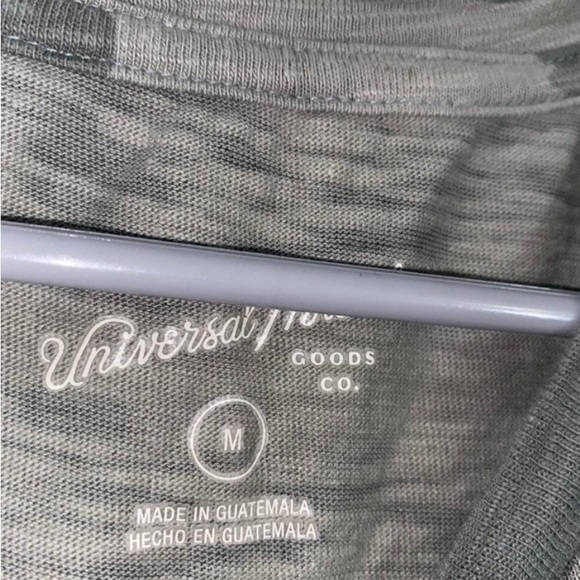 Universal
GOODS
CO.
M
MADE IN GUATEMALA
HECHO EN GUATEMALA